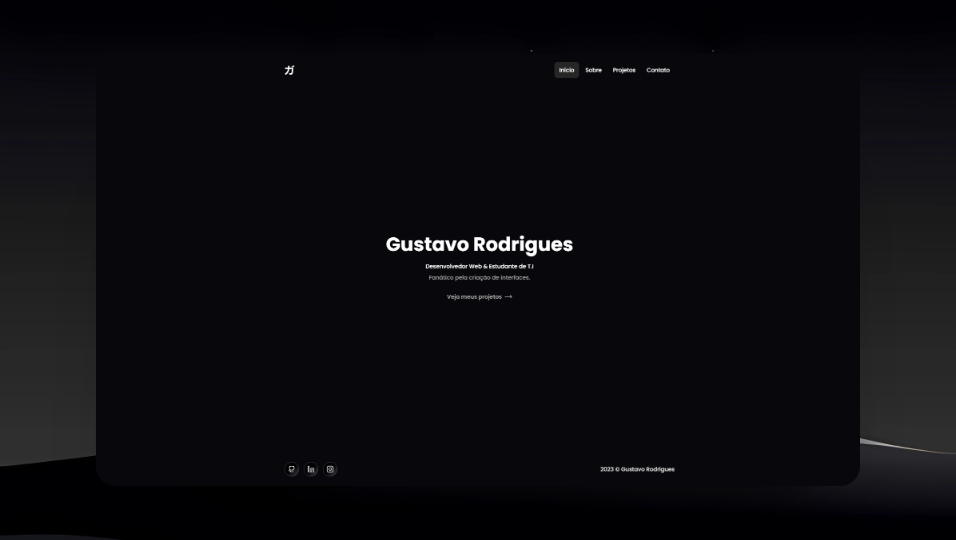 ガ
Início Sobre Projetos Contato
Gustavo Rodrigues
Desenvolvedor Web & Estudante de T.I
Fanático pela criação de interfaces.
Veja meus projetos →
in
2023 © Gustavo Rodrigues